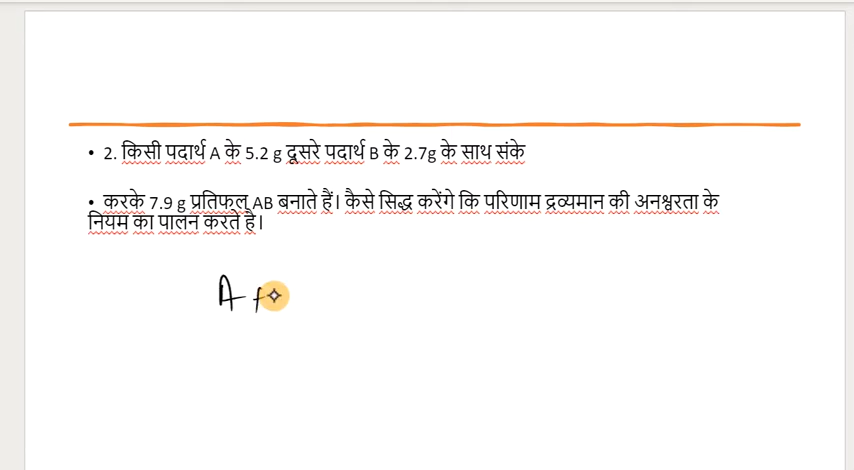 • 2. किसी पदार्थ A के 5.2 g दूसरे पदार्थ B के 2.7g के साथ संके
• करके 7.9 g प्रतिफल AB बनाते हैं। कैसे सिद्ध करेंगे कि परिणाम द्रव्यमान की अनश्वरता के
नियम का पालन करते है।
A